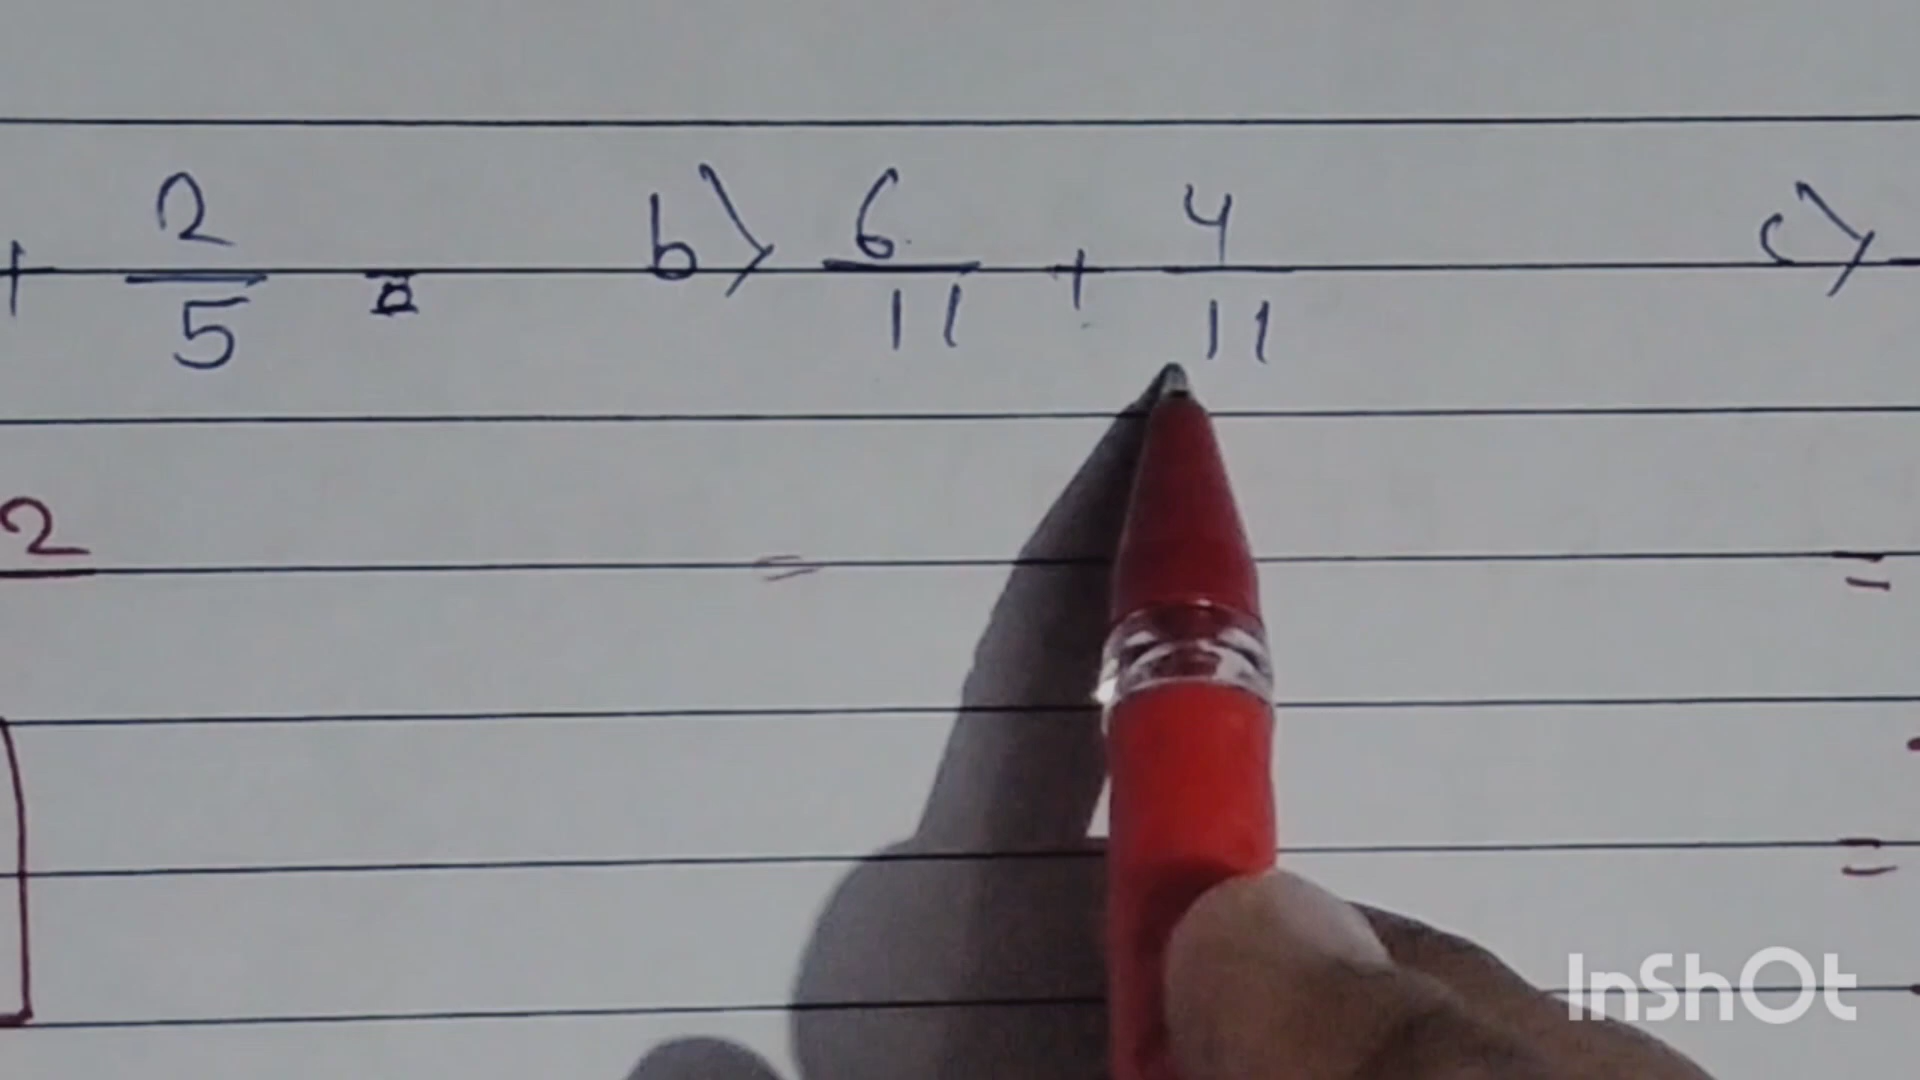 + 2/5 = b) 6/11 + 4/11 c)
2 = =
=
InShOt